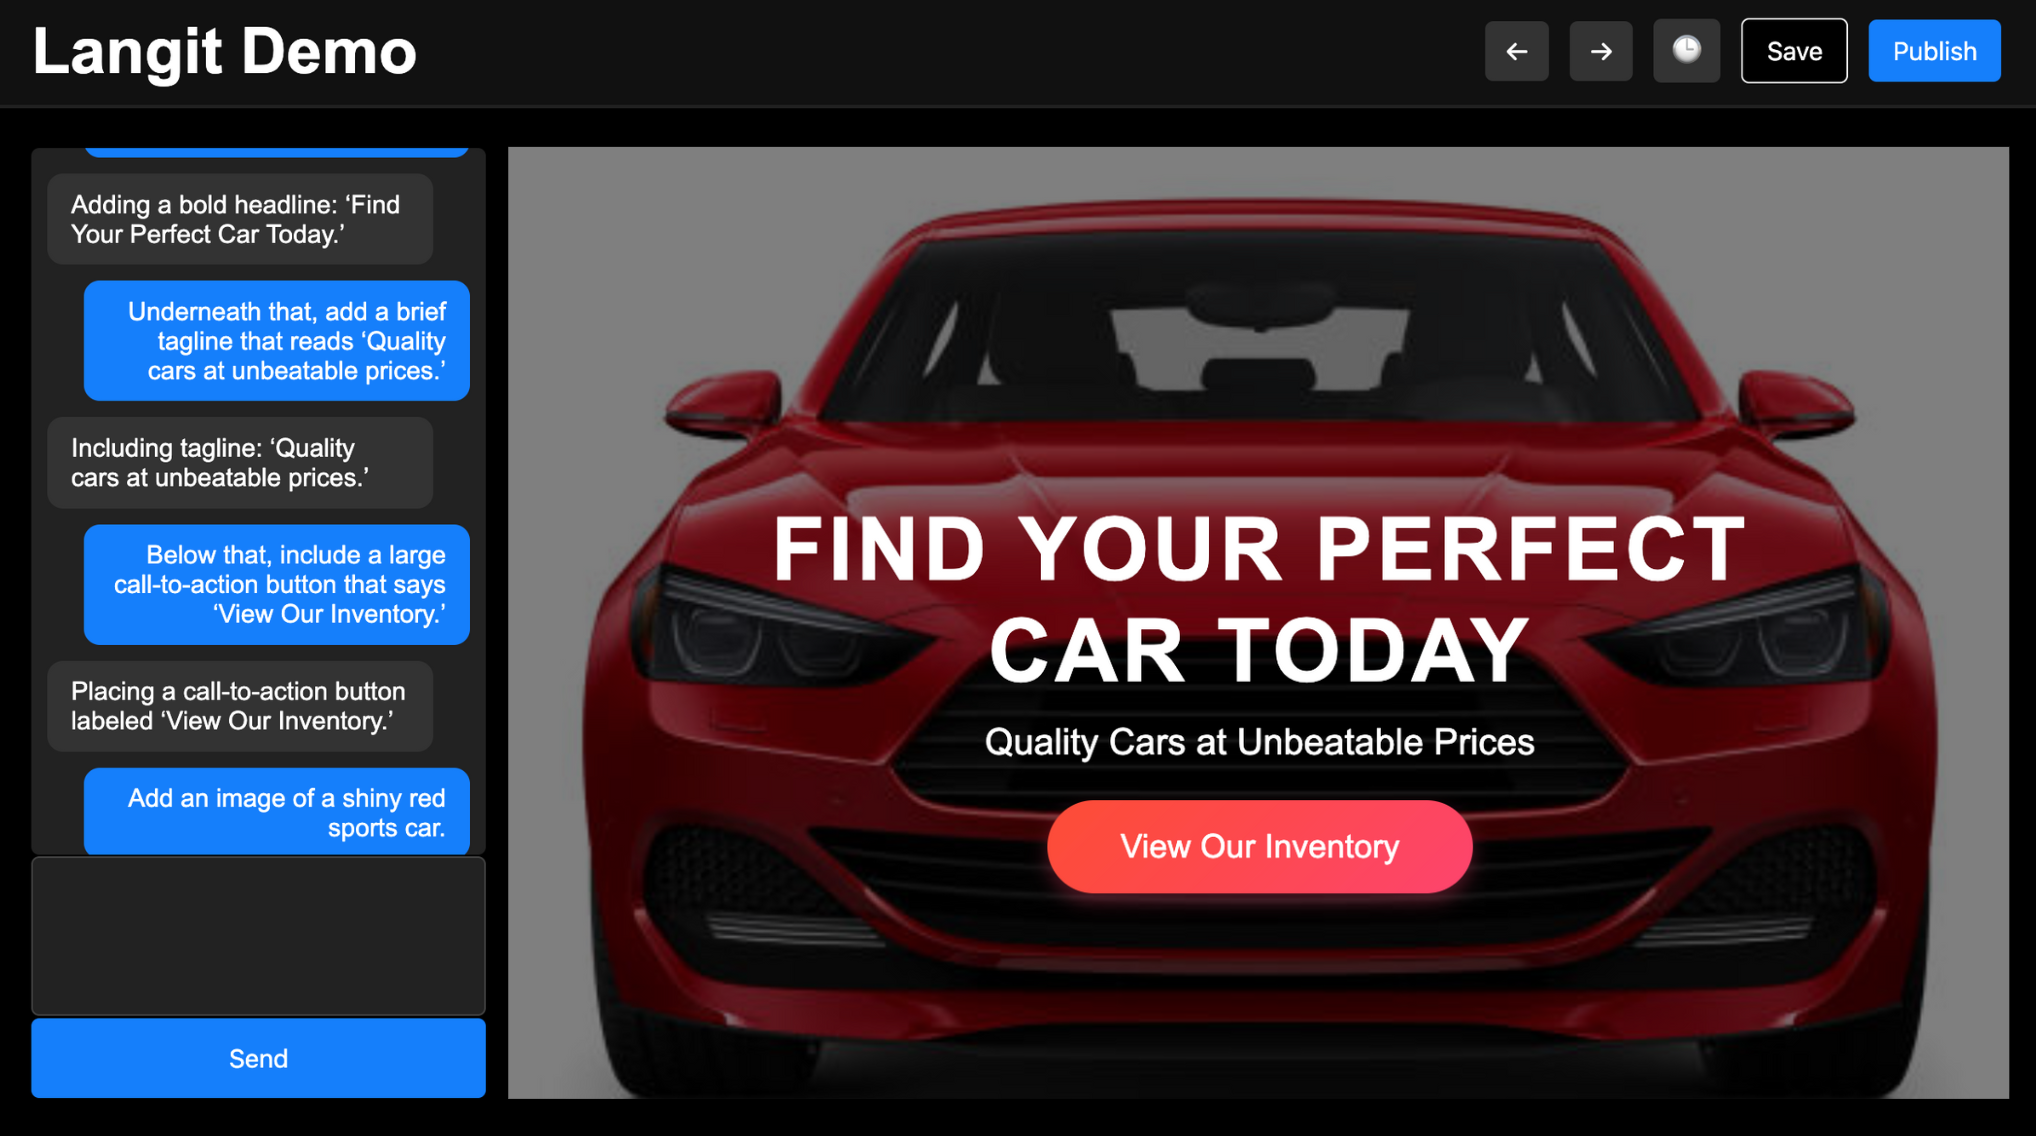 Langit Demo
Save
Publish
Adding a bold headline: ‘Find
Your Perfect Car Today.’
Underneath that, add a brief
tagline that reads ‘Quality
cars at unbeatable prices.’
Including tagline: ‘Quality
cars at unbeatable prices.’
Below that, include a large
call-to-action button that says
‘View Our Inventory.’
Placing a call-to-action button
labeled ‘View Our Inventory.’
Add an image of a shiny red
sports car.
Send
FIND YOUR PERFECT
CAR TODAY
Quality Cars at Unbeatable Prices
View Our Inventory